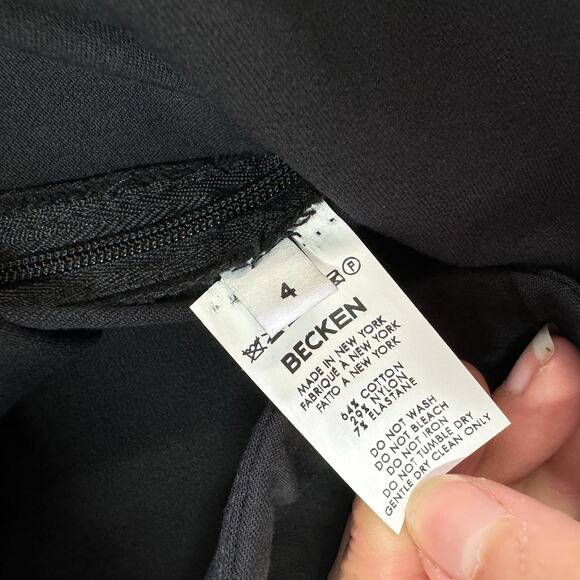 4
P
BECKEN
MADE IN NEW YORK
FABRIQUÉ A NEW YORK
FATTO A NEW YORK
64% COTTON
29% NYLON
7% ELASTANE
DO NOT WASH
DO NOT BLEACH
DO NOT IRON
DO NOT TUMBLE DRY
GENTLE DRY CLEAN ONLY